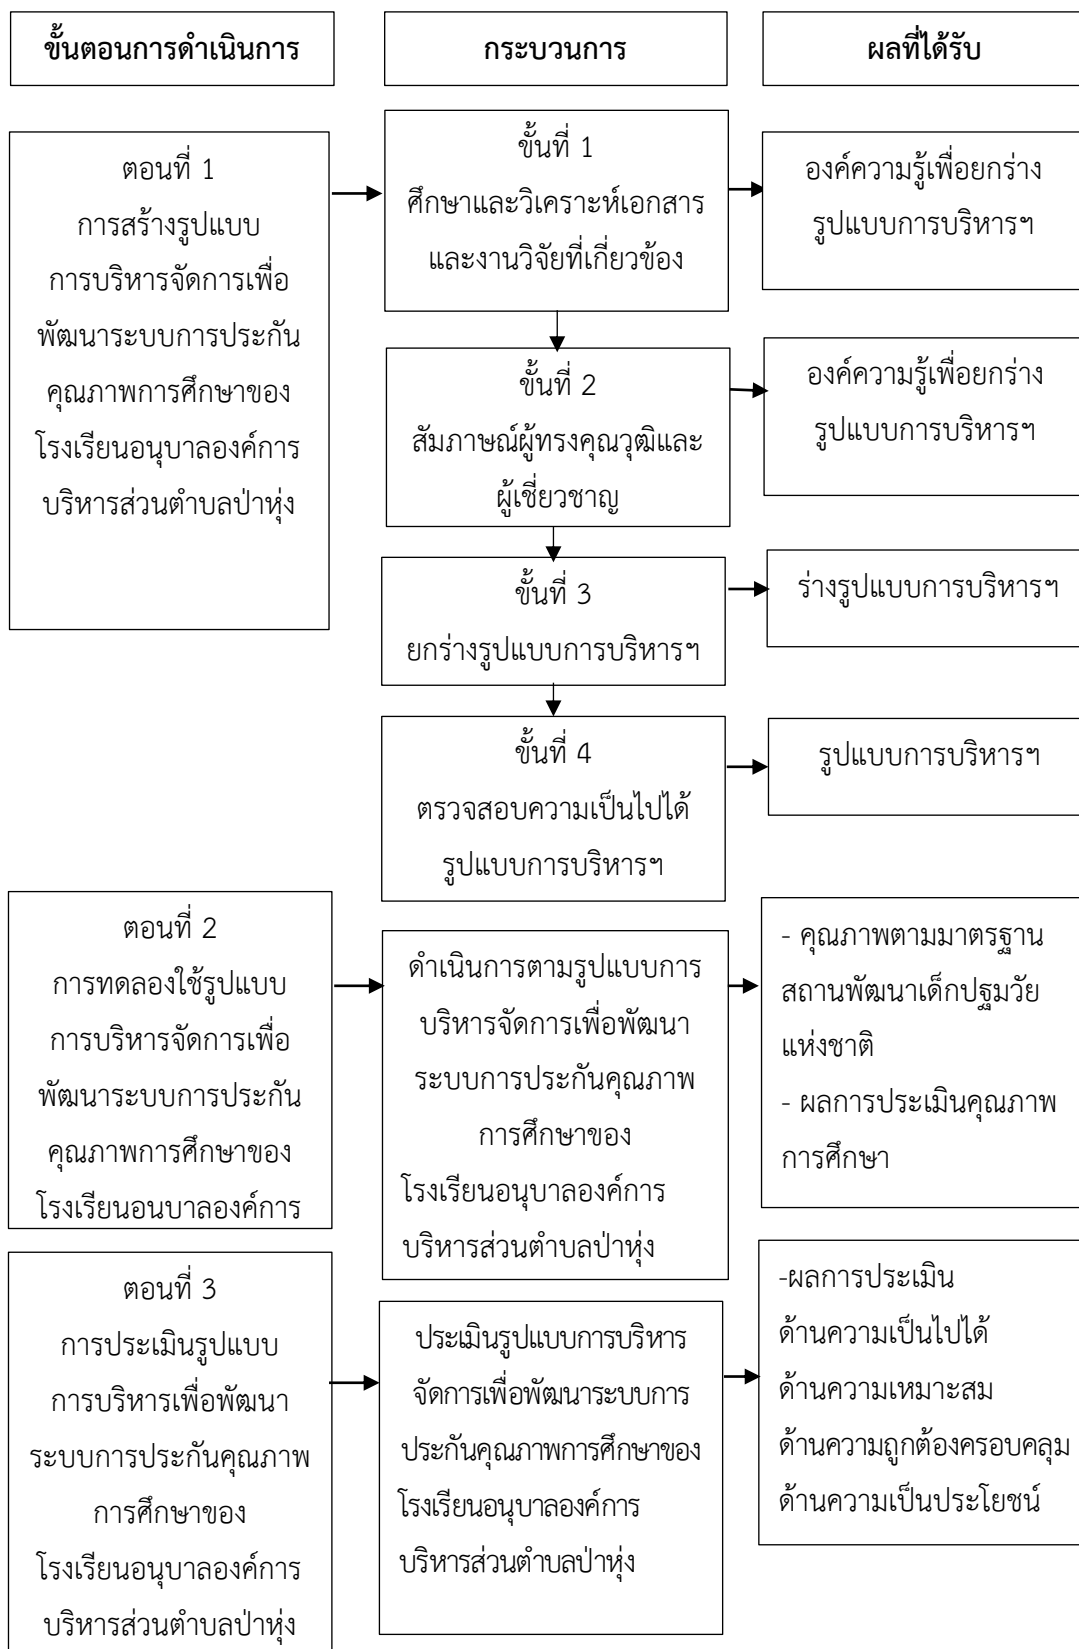 ขั้นตอนการดำเนินการ
กระบวนการ
ผลที่ได้รับ
ตอนที่ 1
การสร้างรูปแบบ
การบริหารจัดการเพื่อ
พัฒนาระบบการประกัน
คุณภาพการศึกษาของ
โรงเรียนอนุบาลองค์การ
บริหารส่วนตำบลป่าหุ่ง
ขั้นที่ 1
ศึกษาและวิเคราะห์เอกสาร
และงานวิจัยที่เกี่ยวข้อง
องค์ความรู้เพื่อยกร่าง
รูปแบบการบริหารฯ
ขั้นที่ 2
สัมภาษณ์ผู้ทรงคุณวุฒิและ
ผู้เชี่ยวชาญ
องค์ความรู้เพื่อยกร่าง
รูปแบบการบริหารฯ
ขั้นที่ 3
ยกร่างรูปแบบการบริหารฯ
ร่างรูปแบบการบริหารฯ
ขั้นที่ 4
ตรวจสอบความเป็นไปได้
รูปแบบการบริหารฯ
รูปแบบการบริหารฯ
ตอนที่ 2
การทดลองใช้รูปแบบ
การบริหารจัดการเพื่อ
พัฒนาระบบการประกัน
คุณภาพการศึกษาของ
โรงเรียนอนบาลองค์การ
ดำเนินการตามรูปแบบการ
บริหารจัดการเพื่อพัฒนา
ระบบการประกันคุณภาพ
การศึกษาของ
โรงเรียนอนุบาลองค์การ
บริหารส่วนตำบลป่าหุ่ง
- คุณภาพตามมาตรฐาน
สถานพัฒนาเด็กปฐมวัย
แห่งชาติ
- ผลการประเมินคุณภาพ
การศึกษา
ตอนที่ 3
การประเมินรูปแบบ
การบริหารเพื่อพัฒนา
ระบบการประกันคุณภาพ
การศึกษาของ
โรงเรียนอนุบาลองค์การ
บริหารส่วนตำบลป่าหุ่ง
ประเมินรูปแบบการบริหาร
จัดการเพื่อพัฒนาระบบการ
ประกันคุณภาพการศึกษาของ
โรงเรียนอนุบาลองค์การ
บริหารส่วนตำบลป่าหุ่ง
-ผลการประเมิน
ด้านความเป็นไปได้
ด้านความเหมาะสม
ด้านความถูกต้องครอบคลุม
ด้านความเป็นประโยชน์